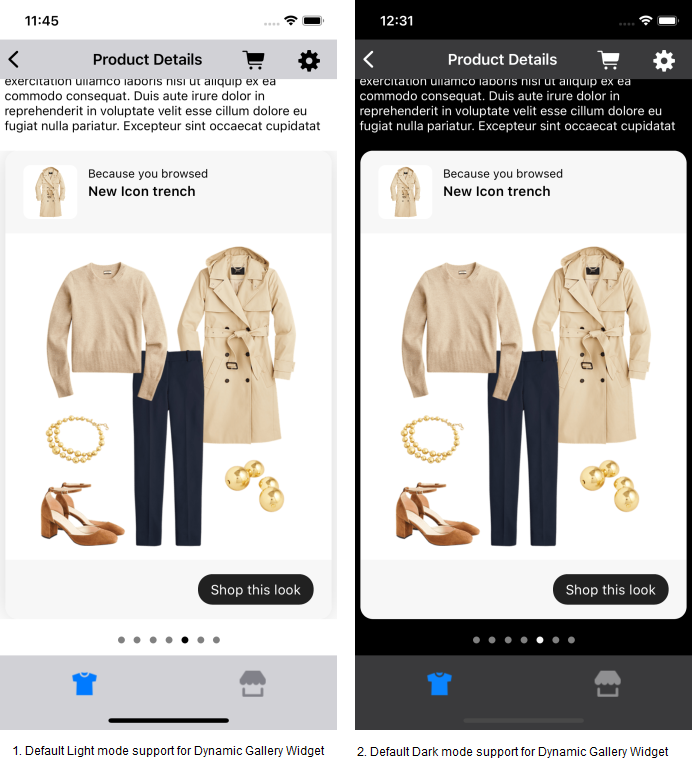 11:45
Product Details
exercitation ullamco laboris nisi ut aliquip ex ea
commodo consequat. Duis aute irure dolor in
reprehenderit in voluptate velit esse cillum dolore eu
fugiat nulla pariatur. Excepteur sint occaecat cupidatat
Because you browsed
New Icon trench
Shop this look
1. Default Light mode support for Dynamic Gallery Widget
12:31
Product Details
exercitation ullamco laboris nisi ut aliquip ex ea
commodo consequat. Duis aute irure dolor in
reprehenderit in voluptate velit esse cillum dolore eu
fugiat nulla pariatur. Excepteur sint occaecat cupidatat
Because you browsed
New Icon trench
Shop this look
2. Default Dark mode support for Dynamic Gallery Widget